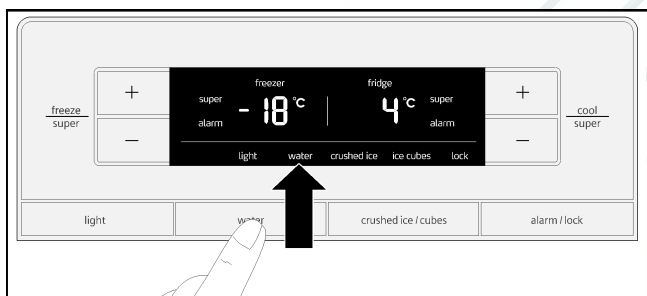 freezer fridge
super -18 °C 4 °C super
alarm alarm
light water crushed ice ice cubes lock
+ +
freeze cool
super super
− −
light water crushed ice / cubes alarm / lock